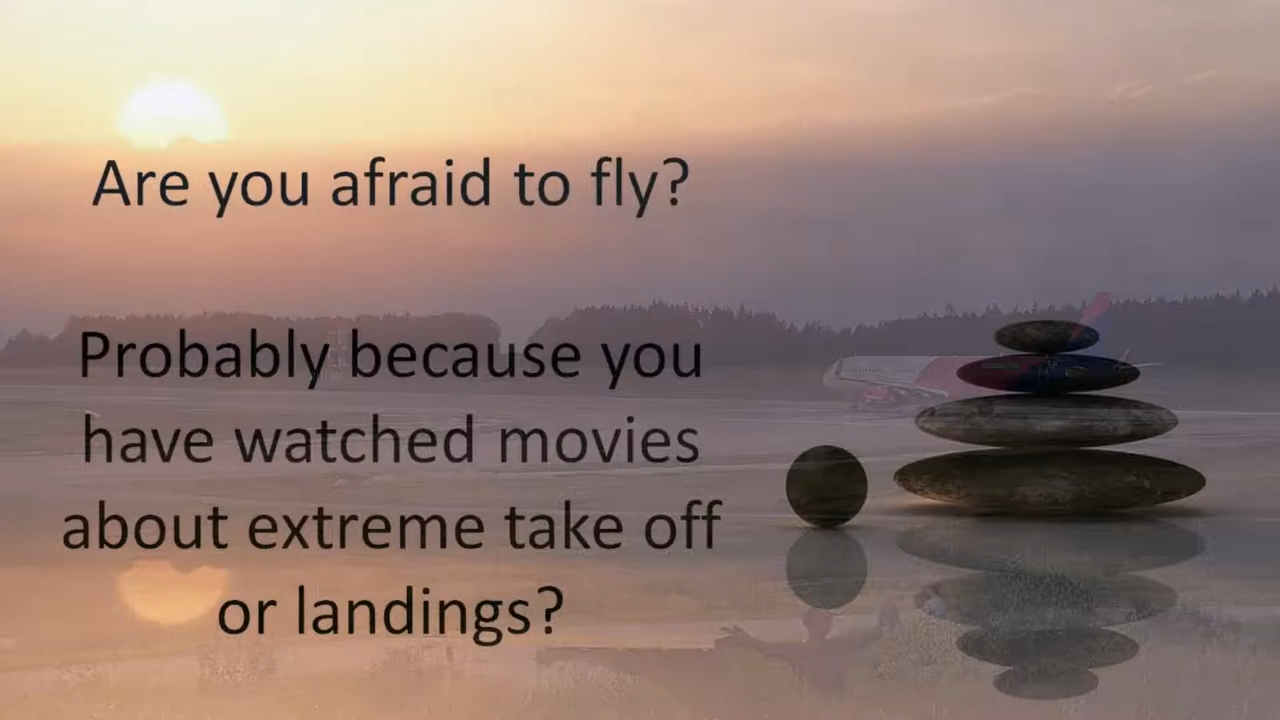 Are you afraid to fly?
Probably because you
have watched movies
about extreme take off
or landings?